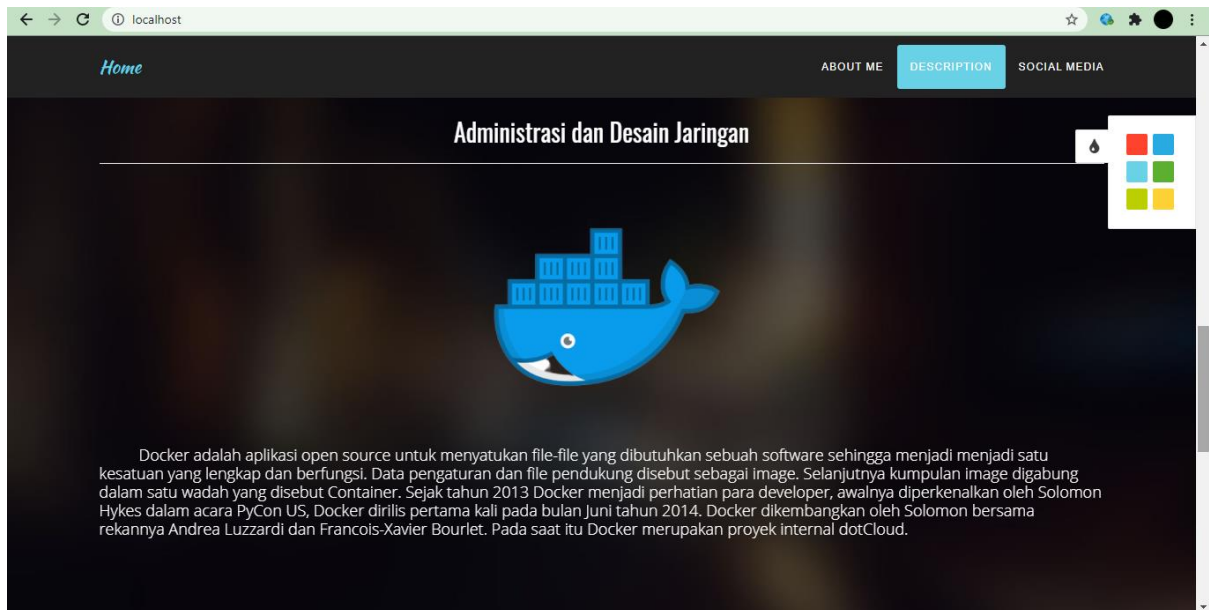 localhost
Home
ABOUT ME DESCRIPTION SOCIAL MEDIA
Administrasi dan Desain Jaringan
Docker adalah aplikasi open source untuk menyatukan file-file yang dibutuhkan sebuah software sehingga menjadi menjadi satu
kesatuan yang lengkap dan berfungsi. Data pengaturan dan file pendukung disebut sebagai image. Selanjutnya kumpulan image digabung
dalam satu wadah yang disebut Container. Sejak tahun 2013 Docker menjadi perhatian para developer, awalnya diperkenalkan oleh Solomon
Hykes dalam acara PyCon US, Docker dirilis pertama kali pada bulan Juni tahun 2014. Docker dikembangkan oleh Solomon bersama
rekannya Andrea Luzzardi dan Francois-Xavier Bourlet. Pada saat itu Docker merupakan proyek internal dotCloud.